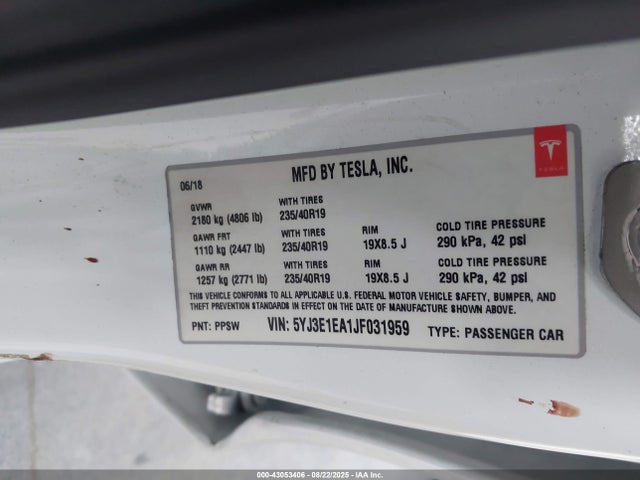 06/18
MFD BY TESLA, INC.
TESLA
GVWR WITH TIRES
2180 kg (4806 lb) 235/40R19
GAWR FRT WITH TIRES RIM COLD TIRE PRESSURE
1110 kg (2447 lb) 235/40R19 19X8.5 J 290 kPa, 42 psi
GAWR RR WITH TIRES RIM COLD TIRE PRESSURE
1257 kg (2771 lb) 235/40R19 19X8.5 J 290 kPa, 42 psi
THIS VEHICLE CONFORMS TO ALL APPLICABLE U.S. FEDERAL MOTOR VEHICLE SAFETY, BUMPER, AND
THEFT PREVENTION STANDARDS IN EFFECT ON THE DATE OF MANUFACTURE SHOWN ABOVE.
PNT: PPSW VIN: 5YJ3E1EA1JF031959 TYPE: PASSENGER CAR
000-43053406 - 08/22/2025 - IAA Inc.